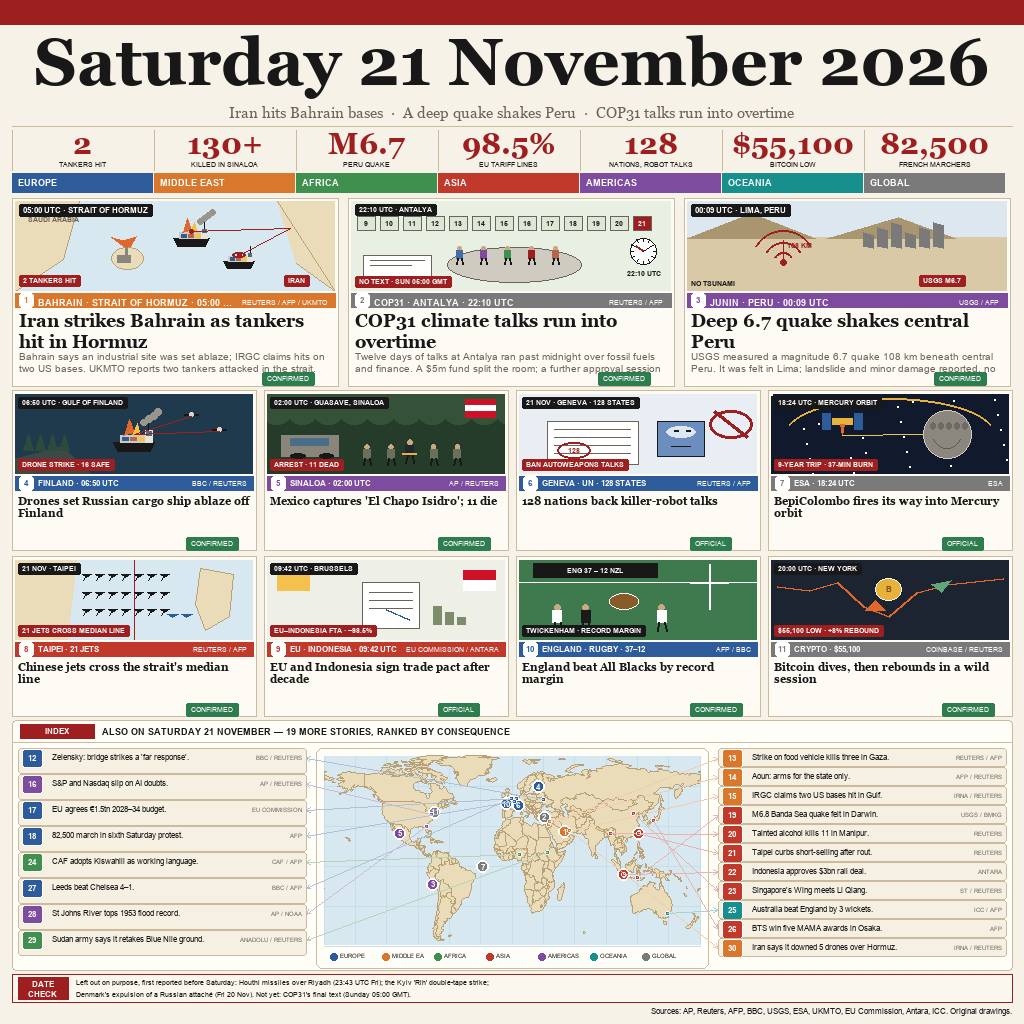 Saturday 21 November 2026
Iran hits Bahrain bases · A deep quake shakes Peru · COP31 talks run into overtime
2
TANKERS HIT
130+
KILLED IN SINALOA
M6.7
PERU QUAKE
98.5%
EU TARIFF LINES
128
NATIONS, ROBOT TALKS
$55,100
BITCOIN LOW
82,500
FRENCH MARCHERS
EUROPE
MIDDLE EAST
AFRICA
ASIA
AMERICAS
OCEANIA
GLOBAL
05:00 UTC · STRAIT OF HORMUZ
SAUDI ARABIA
2 TANKERS HIT
IRAN
1 BAHRAIN · STRAIT OF HORMUZ · 05:00 ... REUTERS / AFP / UKMTO
Iran strikes Bahrain as tankers
hit in Hormuz
Bahrain says an industrial site was set ablaze; IRGC claims hits on
two US bases. UKMTO reports two tankers attacked in the strait.
CONFIRMED
22:10 UTC · ANTALYA
9 10 11 12 13 14 15 16 17 18 19 20 21
22:10 UTC
NO TEXT · SUN 05:00 GMT
2 COP31 · ANTALYA · 22:10 UTC REUTERS / AFP
COP31 climate talks run into
overtime
Twelve days of talks at Antalya ran past midnight over fossil fuels
and finance. A $5m fund split the room; a further approval session
CONFIRMED
00:09 UTC · LIMA, PERU
108 KM
NO TSUNAMI
USGS M6.7
3 JUNIN · PERU · 00:09 UTC USGS / AFP
Deep 6.7 quake shakes central
Peru
USGS measured a magnitude 6.7 quake 108 km beneath central
Peru. It was felt in Lima; landslide and minor damage reported, no
CONFIRMED
06:50 UTC · GULF OF FINLAND
DRONE STRIKE · 16 SAFE
4 FINLAND · 06:50 UTC BBC / REUTERS
Drones set Russian cargo ship ablaze off
Finland
CONFIRMED
02:00 UTC · GUASAVE, SINALOA
ARREST · 11 DEAD
5 SINALOA · 02:00 UTC AP / REUTERS
Mexico captures 'El Chapo Isidro'; 11 die
CONFIRMED
21 NOV · GENEVA · 128 STATES
128
BAN AUTOWEAPONS TALKS
6 GENEVA · UN · 128 STATES REUTERS / AFP
128 nations back killer-robot talks
OFFICIAL
18:24 UTC · MERCURY ORBIT
9-YEAR TRIP · 37-MIN BURN
7 ESA · 18:24 UTC ESA
BepiColombo fires its way into Mercury
orbit
OFFICIAL
21 NOV · TAIPEI
21 JETS CROSS MEDIAN LINE
8 TAIPEI · 21 JETS REUTERS / AFP
Chinese jets cross the strait's median
line
CONFIRMED
09:42 UTC · BRUSSELS
EU–INDONESIA FTA · ~98.5%
9 EU · INDONESIA · 09:42 UTC EU COMMISSION / ANTARA
EU and Indonesia sign trade pact after
decade
OFFICIAL
ENG 37 – 12 NZL
TWICKENHAM · RECORD MARGIN
10 ENGLAND · RUGBY · 37–12 AFP / BBC
England beat All Blacks by record
margin
CONFIRMED
20:00 UTC · NEW YORK
B
$55,100 LOW · +8% REBOUND
11 CRYPTO · $55,100 COINBASE / REUTERS
Bitcoin dives, then rebounds in a wild
session
CONFIRMED
INDEX ALSO ON SATURDAY 21 NOVEMBER — 19 MORE STORIES, RANKED BY CONSEQUENCE
12 Zelensky: bridge strikes a 'far response'. BBC / REUTERS
16 S&P and Nasdaq slip on AI doubts. AP / REUTERS
17 EU agrees €1.5tn 2028–34 budget. EU COMMISSION
18 82,500 march in sixth Saturday protest. AFP
24 CAF adopts Kiswahili as working language. CAF / AFP
27 Leeds beat Chelsea 4–1. BBC / AFP
28 St Johns River tops 1953 flood record. AP / NOAA
29 Sudan army says it retakes Blue Nile ground. ANADOLU / REUTERS
4
6
2
1
5
3
7
EUROPE
MIDDLE EA
AFRICA
ASIA
AMERICAS
OCEANIA
GLOBAL
13 Strike on food vehicle kills three in Gaza. REUTERS / AFP
14 Aoun: arms for the state only. AFP / REUTERS
15 IRGC claims two US bases hit in Gulf. IRNA / REUTERS
19 M6.8 Banda Sea quake felt in Darwin. USGS / BMKG
20 Tainted alcohol kills 11 in Manipur. REUTERS
21 Taipei curbs short-selling after rout. REUTERS
22 Indonesia approves $3bn rail deal. ANTARA
23 Singapore's Wing meets Li Qiang. ST / REUTERS
25 Australia beat England by 3 wickets. ICC / AFP
26 BTS win five MAMA awards in Osaka. AFP
30 Iran says it downed 5 drones over Hormuz. IRNA / REUTERS
DATE
CHECK
Left out on purpose, first reported before Saturday: Houthi missiles over Riyadh (23:43 UTC Fri); the Kyiv 'Rih' double-tape strike;
Denmark's expulsion of a Russian attaché (Fri 20 Nov). Not yet: COP31's final text (Sunday 05:00 GMT).
Sources: AP, Reuters, AFP, BBC, USGS, ESA, UKMTO, EU Commission, Antara, ICC. Original drawings.